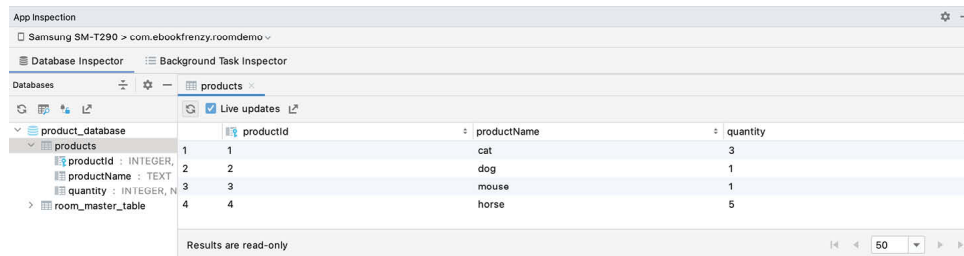 App Inspection
Samsung SM-T290 > com.ebookfrenzy.roomdemo
Database Inspector Background Task Inspector
Databases
products
Live updates
product_database
products
productId : INTEGER,
productName : TEXT
quantity : INTEGER, N
room_master_table
productId productName quantity
1 1 cat 3
2 2 dog 1
3 3 mouse 1
4 4 horse 5
Results are read-only
50